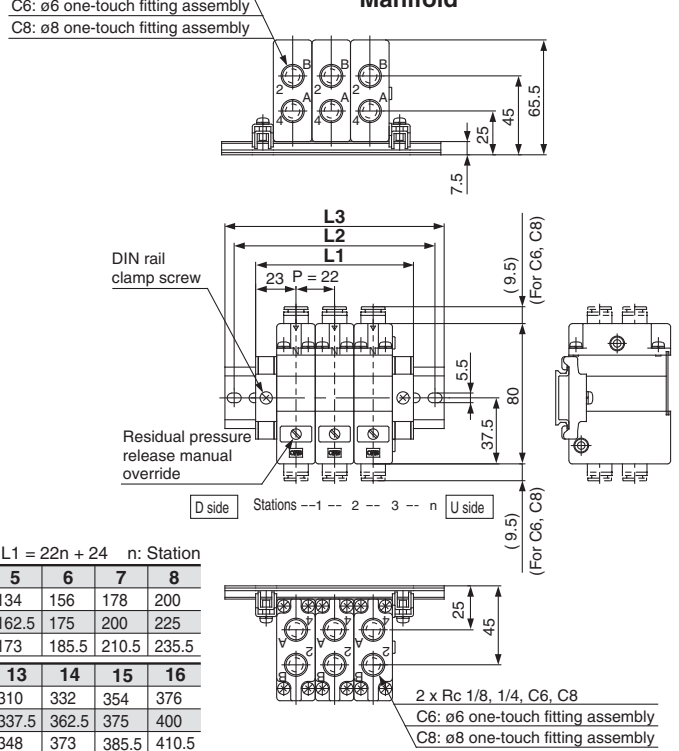 Manifold
C6: ø6 one-touch fitting assembly
C8: ø8 one-touch fitting assembly
B B B
2 2 2
A A A
4 4 4
7.5
25
45
65.5
L3
L2
L1
23 P = 22
DIN rail
clamp screw
( 9.5)
(For C6, C8)
5.5
80
37.5
Residual pressure
release manual
override
D side Stations --1 -- 2 -- 3 -- n U side
( 9.5)
(For C6, C8)
L1 = 22n + 24 n: Station
5 6 7 8
134 156 178 200
162.5 175 200 225
173 185.5 210.5 235.5
13 14 15 16
310 332 354 376
337.5 362.5 375 400
348 373 385.5 410.5
25
45
4 4 4
A A A
2 2 2
2 x Rc 1/8, 1/4, C6, C8
C6: ø6 one-touch fitting assembly
C8: ø8 one-touch fitting assembly